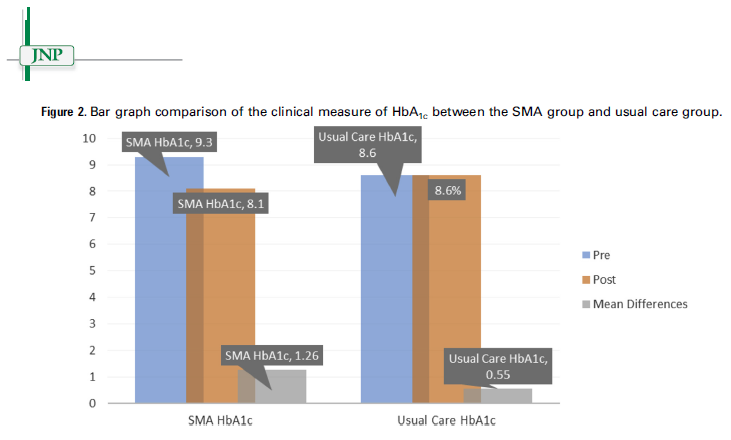 JNP
Figure 2. Bar graph comparison of the clinical measure of HbA1c between the SMA group and usual care group.
10
9
8
7
6
5
4
3
2
1
0
SMA HbA1c, 9.3
SMA HbA1c, 8.1
SMA HbA1c, 1.26
Usual Care HbA1c,
8.6
8.6%
Usual Care HbA1c,
0.55
SMA HbA1c
Usual Care HbA1c
Pre
Post
Mean Differences